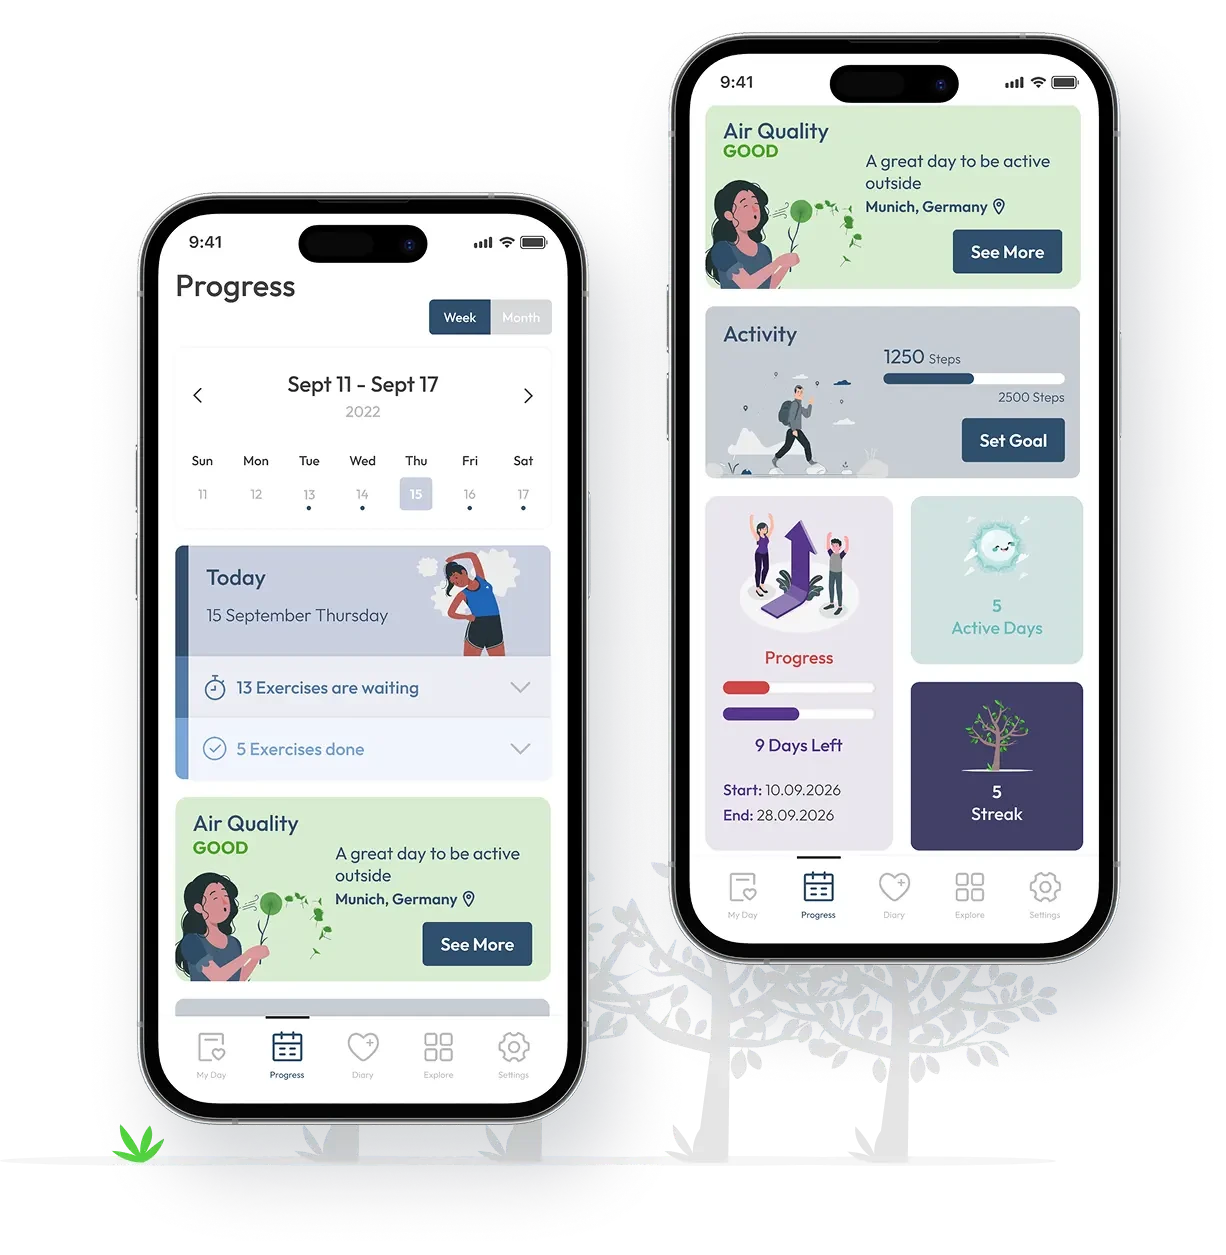 9:41
Progress
Week Month
Sept 11 - Sept 17
2022
Sun Mon Tue Wed Thu Fri Sat
11 12 13 14 15 16 17
Today
15 September Thursday
13 Exercises are waiting
5 Exercises done
Air Quality
GOOD
A great day to be active
outside
Munich, Germany
See More
My Day Progress Diary Explore Settings
9:41
Air Quality
GOOD
A great day to be active
outside
Munich, Germany
See More
Activity
1250 Steps
2500 Steps
Set Goal
Progress
9 Days Left
Start: 10.09.2026
End: 28.09.2026
5
Active Days
5
Streak
My Day Progress Diary Explore Settings